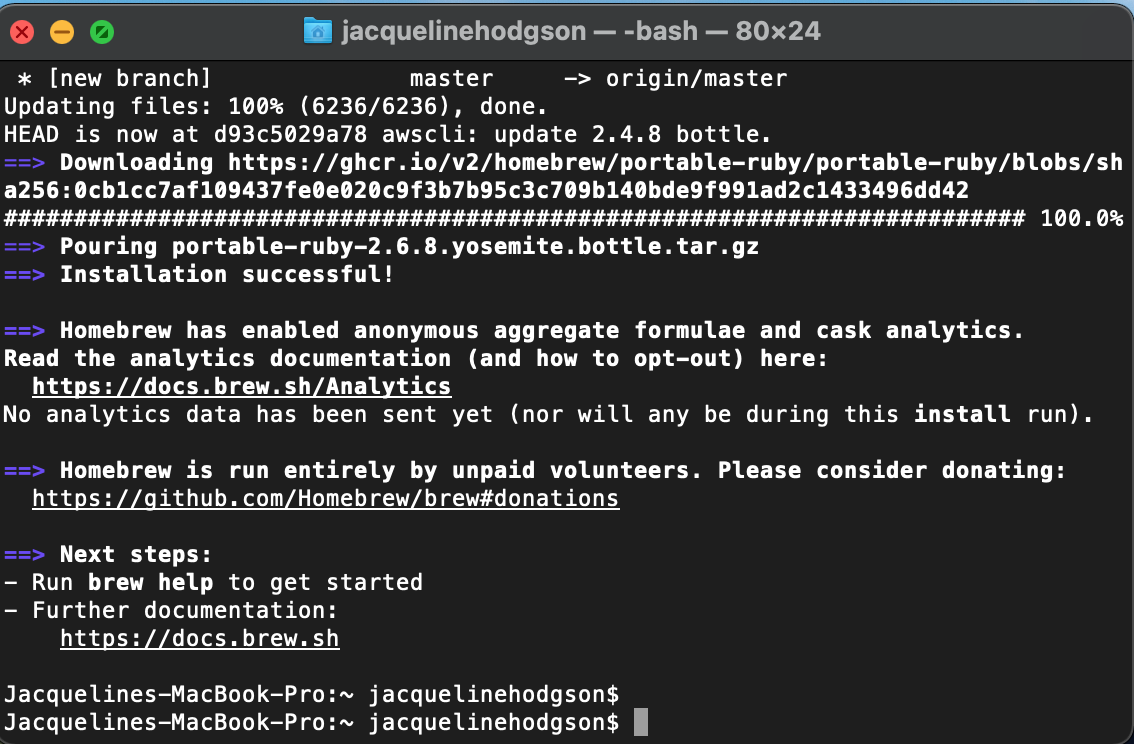 jacquelinehodgson — -bash — 80×24
* [new branch] master -> origin/master
Updating files: 100% (6236/6236), done.
HEAD is now at d93c5029a78 awscli: update 2.4.8 bottle.
==> Downloading https://ghcr.io/v2/homebrew/portable-ruby/portable-ruby/blobs/sh
a256:0cb1cc7af109437fe0e020c9f3b7b95c3c709b140bde9f991ad2c1433496dd42
######################################################################### 100.0%
==> Pouring portable-ruby-2.6.8.yosemite.bottle.tar.gz
==> Installation successful!
==> Homebrew has enabled anonymous aggregate formulae and cask analytics.
Read the analytics documentation (and how to opt-out) here:
https://docs.brew.sh/Analytics
No analytics data has been sent yet (nor will any be during this install run).
==> Homebrew is run entirely by unpaid volunteers. Please consider donating:
https://github.com/Homebrew/brew#donations
==> Next steps:
- Run brew help to get started
- Further documentation:
https://docs.brew.sh
Jacquelines-MacBook-Pro:~ jacquelinehodgson$
Jacquelines-MacBook-Pro:~ jacquelinehodgson$